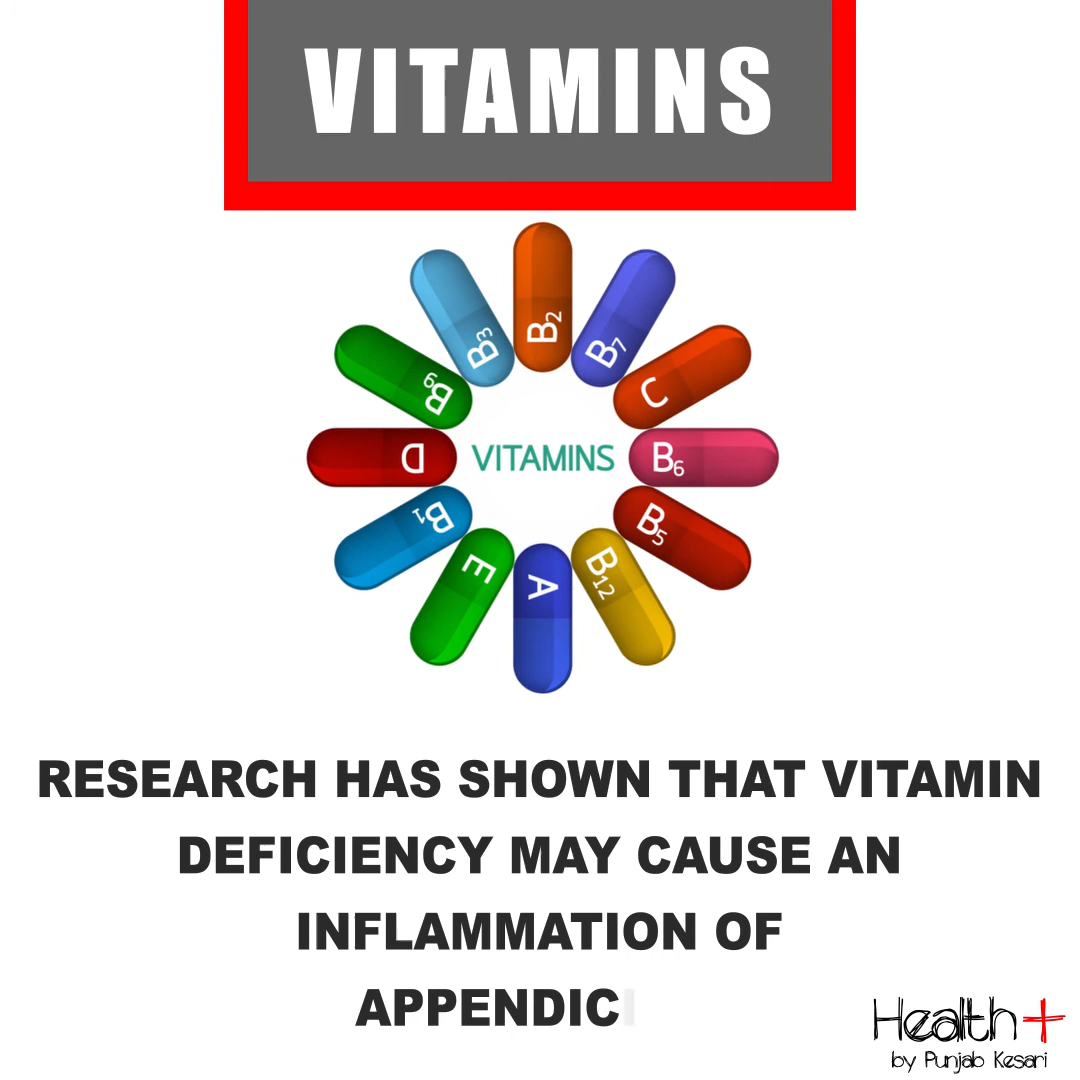 VITAMINS
B2
B3
B7
B9
C
D
VITAMINS
B6
B1
B5
E
A
B12
RESEARCH HAS SHOWN THAT VITAMIN
DEFICIENCY MAY CAUSE AN
INFLAMMATION OF
APPENDICI
Health+
by Punjab Kesari